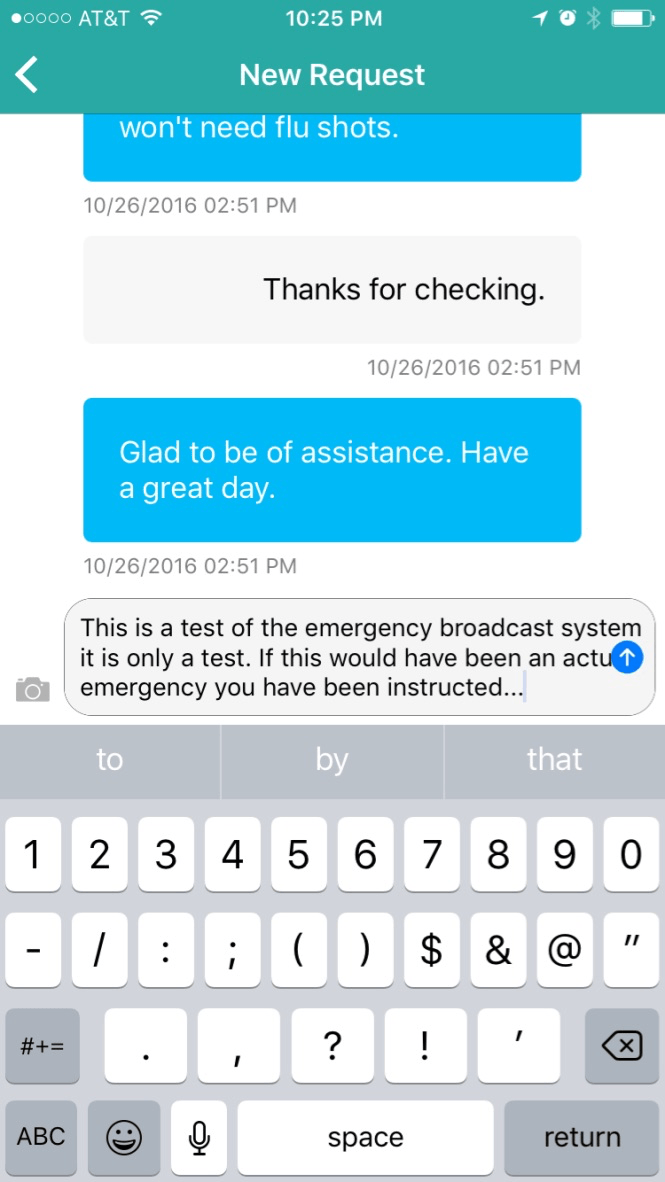 ●○○○○ AT&T 10:25 PM
New Request
won't need flu shots.
10/26/2016 02:51 PM
Thanks for checking.
10/26/2016 02:51 PM
Glad to be of assistance. Have
a great day.
10/26/2016 02:51 PM
This is a test of the emergency broadcast system
it is only a test. If this would have been an actu
emergency you have been instructed...
to by that
1 2 3 4 5 6 7 8 9 0
- / : ; ( ) $ & @ "
#+= . , ? ! '
ABC space return